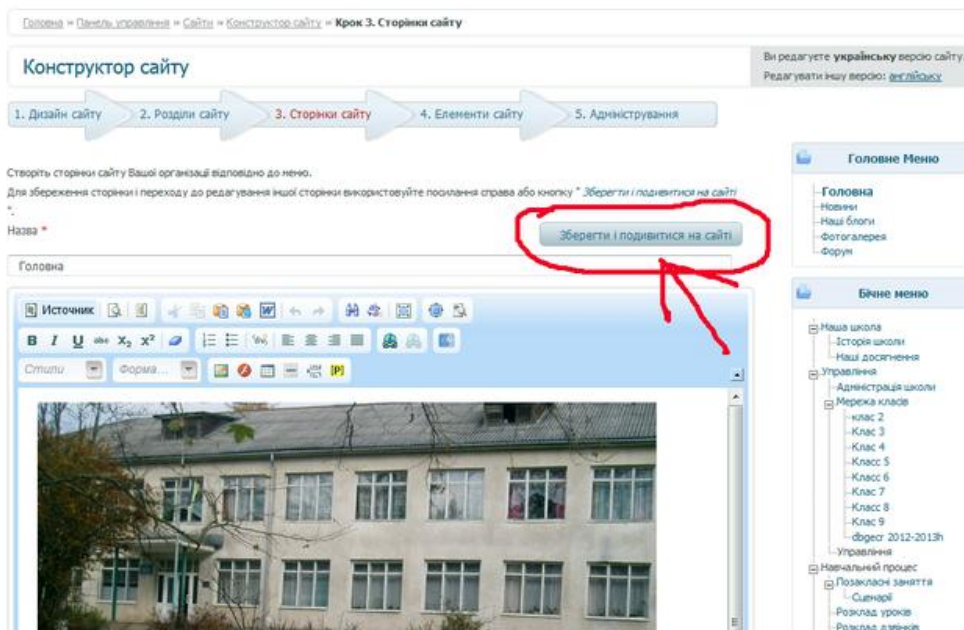 Головна » Панель управління » Сайти » Конструктор сайту » Крок 3. Сторінки сайту
Конструктор сайту
Ви редагуєте українську версію сайту.
Редагувати іншу версію: англійську
1. Дизайн сайту
2. Розділи сайту
3. Сторінки сайту
4. Елементи сайту
5. Адміністрування
Створіть сторінки сайту Вашої організації відповідно до меню.
Для збереження сторінки і переходу до редагування іншої сторінки використовуйте посилання справа або кнопку " Зберегти і подивитися на сайті
".
Назва *
Зберегти і подивитися на сайті
Головна
Источник
B I U abc X₂ X²
Стили
Форма...
[P]
Головне Меню
Головна
Новини
Наші блоги
Фотогалерея
Форум
Бічне меню
Наша школа
Історія школи
Наші досягнення
Управління
Адміністрація школи
Мережа класів
клас 2
Клас 3
Клас 4
Класс 5
Класс 6
Клас 7
Класс 8
Клас 9
dbgecr 2012-2013h
Управління
Навчальний процес
Позакласні заняття
Сценарії
Розклад уроків
Розклад дзвінків